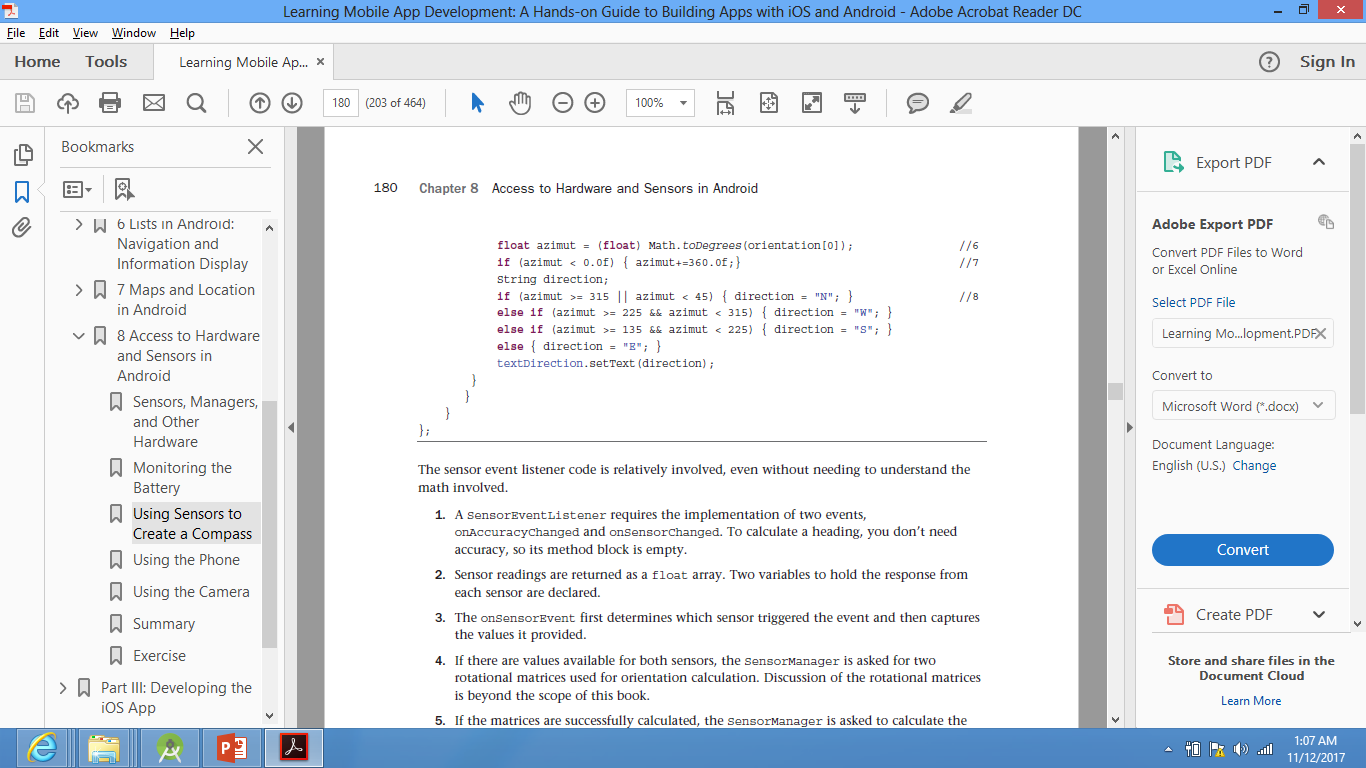 Learning Mobile App Development: A Hands-on Guide to Building Apps with iOS and Android - Adobe Acrobat Reader DC
File Edit View Window Help
Home Tools Learning Mobile Ap... × ? Sign In
180 (203 of 464) 100%
Bookmarks
6 Lists in Android:
Navigation and
Information Display
7 Maps and Location
in Android
8 Access to Hardware
and Sensors in
Android
Sensors, Managers,
and Other
Hardware
Monitoring the
Battery
Using Sensors to
Create a Compass
Using the Phone
Using the Camera
Summary
Exercise
Part III: Developing the
iOS App
180 Chapter 8 Access to Hardware and Sensors in Android
float azimut = (float) Math.toDegrees(orientation[0]); //6
if (azimut < 0.0f) { azimut+=360.0f;} //7
String direction;
if (azimut >= 315 || azimut < 45) { direction = "N"; } //8
else if (azimut >= 225 && azimut < 315) { direction = "W"; }
else if (azimut >= 135 && azimut < 225) { direction = "S"; }
else { direction = "E"; }
textDirection.setText(direction);
}
}
}
};
The sensor event listener code is relatively involved, even without needing to understand the
math involved.
1. A SensorEventListener requires the implementation of two events,
onAccuracyChanged and onSensorChanged. To calculate a heading, you don't need
accuracy, so its method block is empty.
2. Sensor readings are returned as a float array. Two variables to hold the response from
each sensor are declared.
3. The onSensorEvent first determines which sensor triggered the event and then captures
the values it provided.
4. If there are values available for both sensors, the SensorManager is asked for two
rotational matrices used for orientation calculation. Discussion of the rotational matrices
is beyond the scope of this book.
5. If the matrices are successfully calculated, the SensorManager is asked to calculate the
Export PDF
Adobe Export PDF
Convert PDF Files to Word
or Excel Online
Select PDF File
Learning Mo...lopment.PDF
Convert to
Microsoft Word (*.docx)
Document Language:
English (U.S.) Change
Convert
Create PDF
Store and share files in the
Document Cloud
Learn More
1:07 AM
11/12/2017